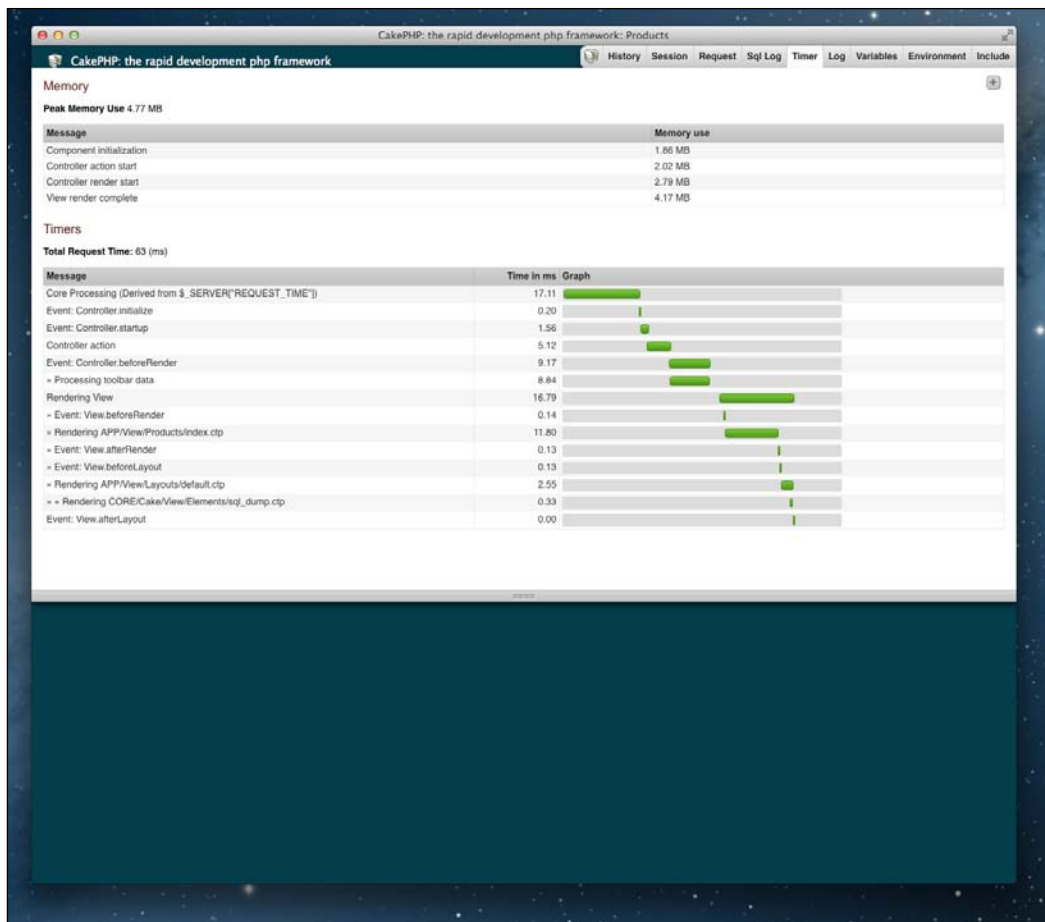 CakePHP: the rapid development php framework: Products
CakePHP: the rapid development php framework
History Session Request Sql Log Timer Log Variables Environment Include
Memory
Peak Memory Use 4.77 MB
Message Memory use
Component initialization 1.86 MB
Controller action start 2.02 MB
Controller render start 2.79 MB
View render complete 4.17 MB
Timers
Total Request Time: 63 (ms)
Message Time in ms Graph
Core Processing (Derived from $_SERVER["REQUEST_TIME"]) 17.11
Event: Controller.initialize 0.20
Event: Controller.startup 1.56
Controller action 5.12
Event: Controller.beforeRender 9.17
» Processing toolbar data 8.84
Rendering View 16.79
» Event: View.beforeRender 0.14
» Rendering APP/View/Products/index.ctp 11.80
» Event: View.afterRender 0.13
» Event: View.beforeLayout 0.13
» Rendering APP/View/Layouts/default.ctp 2.55
» » Rendering CORE/Cake/View/Elements/sql_dump.ctp 0.33
Event: View.afterLayout 0.00